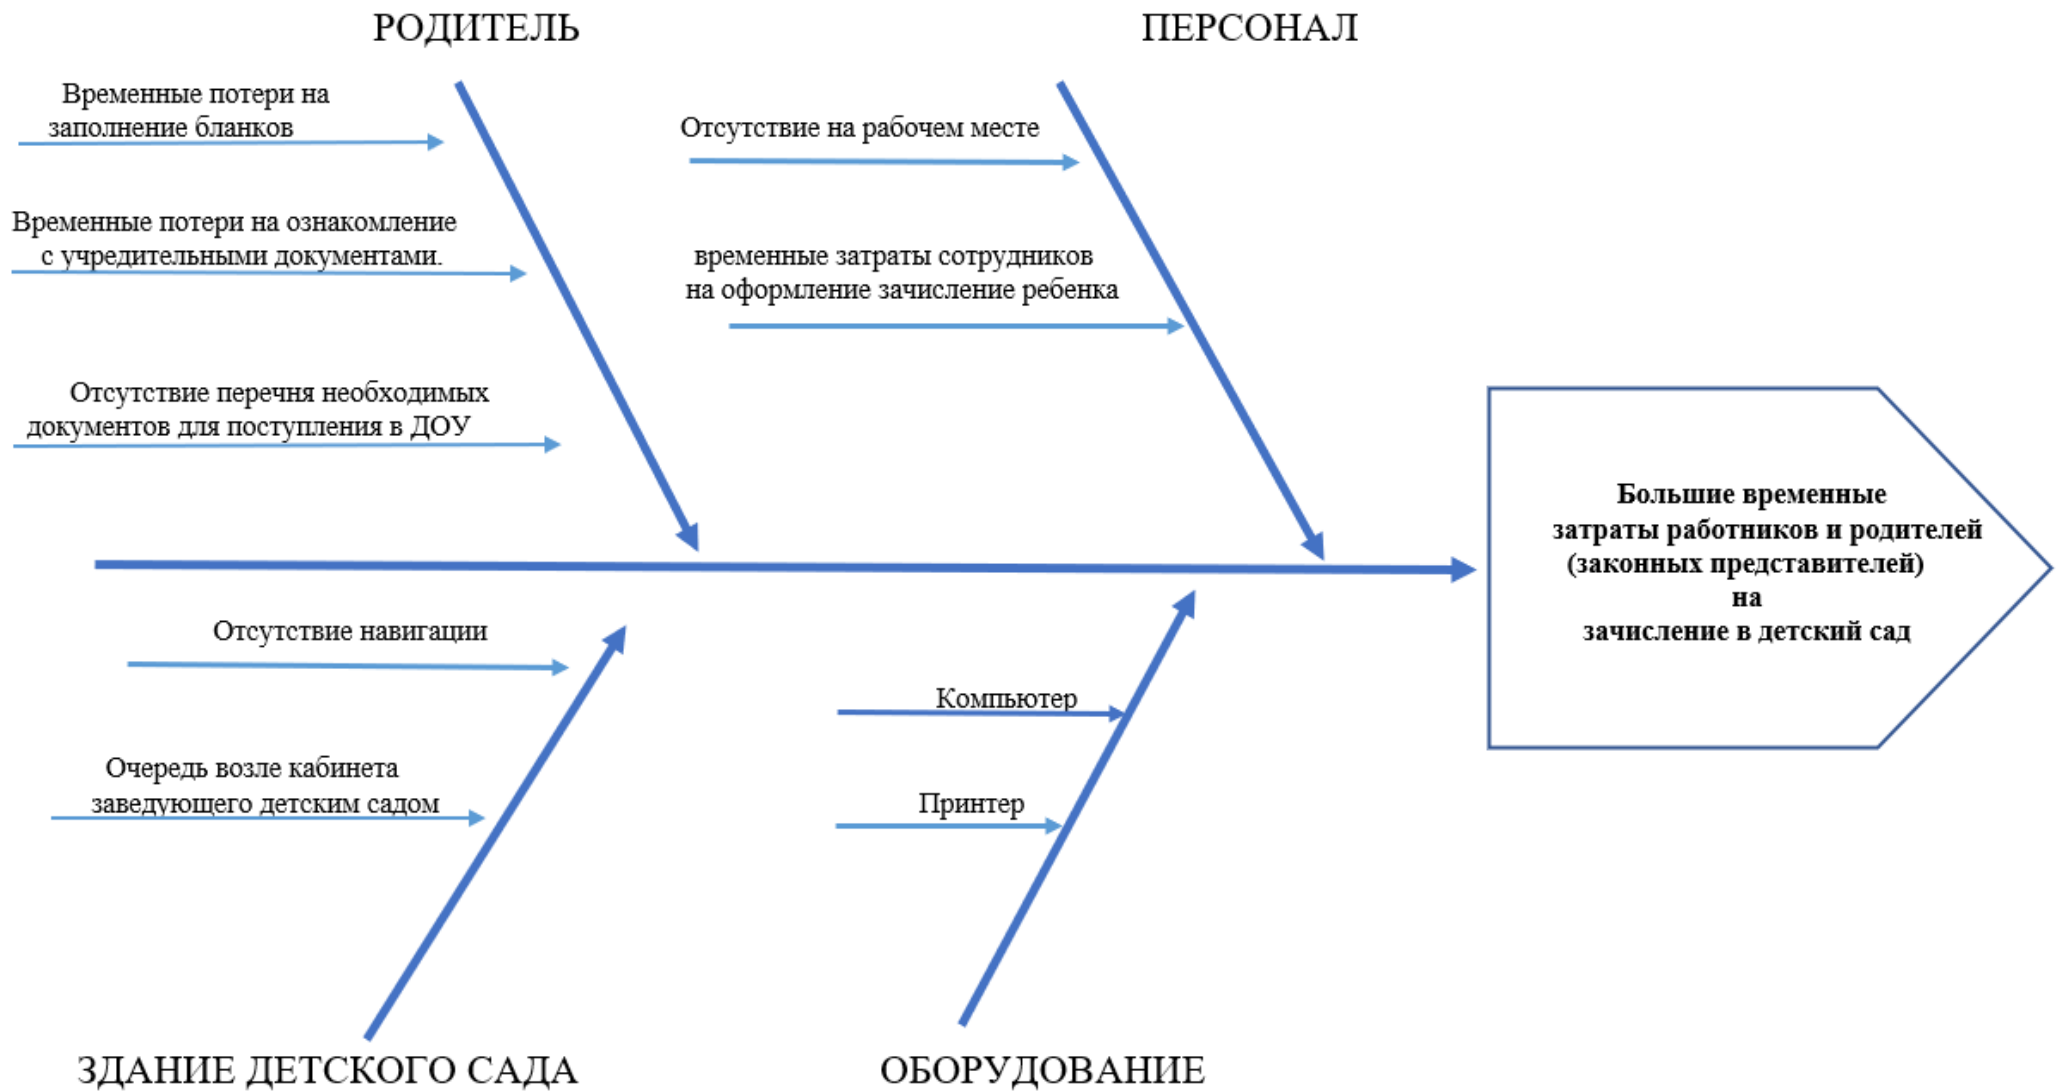 РОДИТЕЛЬ
ПЕРСОНАЛ
Временные потери на
заполнение бланков
Временные потери на ознакомление
с учредительными документами.
Отсутствие перечня необходимых
документов для поступления в ДОУ
Отсутствие на рабочем месте
временные затраты сотрудников
на оформление зачисление ребенка
Большие временные
затраты работников и родителей
(законных представителей)
на
зачисление в детский сад
Отсутствие навигации
Очередь возле кабинета
заведующего детским садом
Компьютер
Принтер
ЗДАНИЕ ДЕТСКОГО САДА
ОБОРУДОВАНИЕ